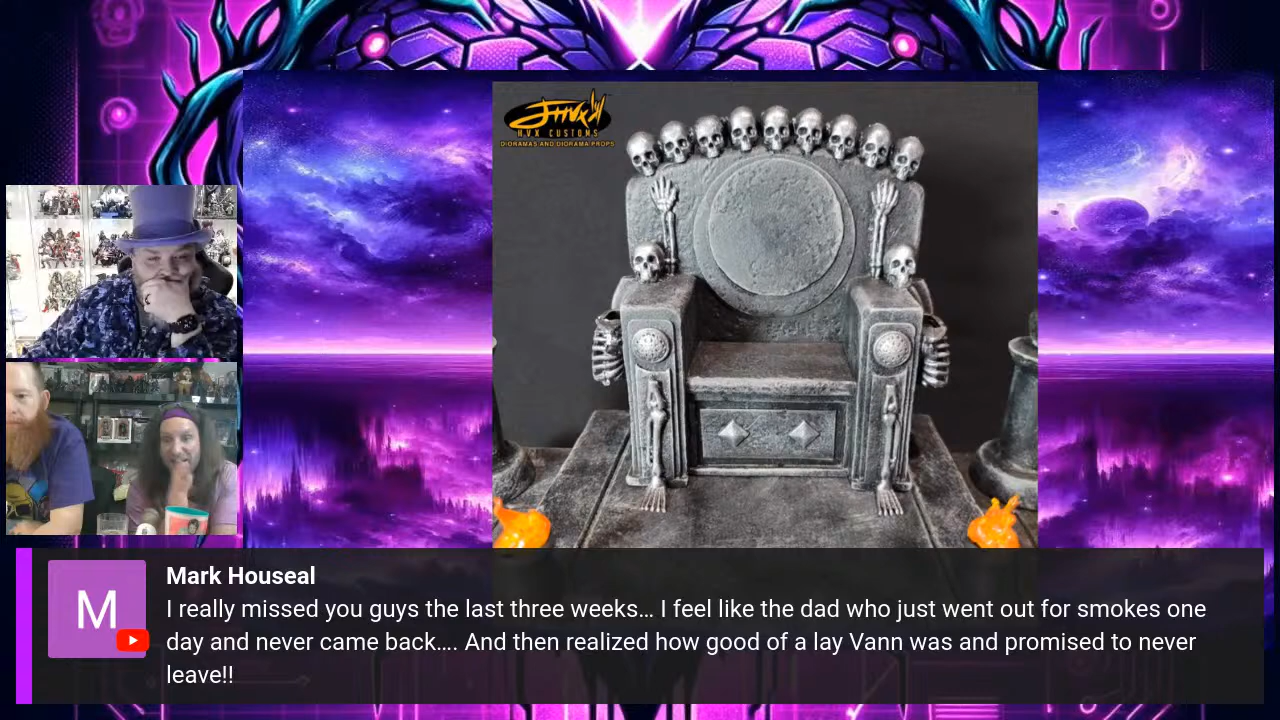 HVX CUSTOMS
DIORAMAS AND DIORAMA PROPS
M
Mark Houseal
I really missed you guys the last three weeks… I feel like the dad who just went out for smokes one
day and never came back…. And then realized how good of a lay Vann was and promised to never
leave!!